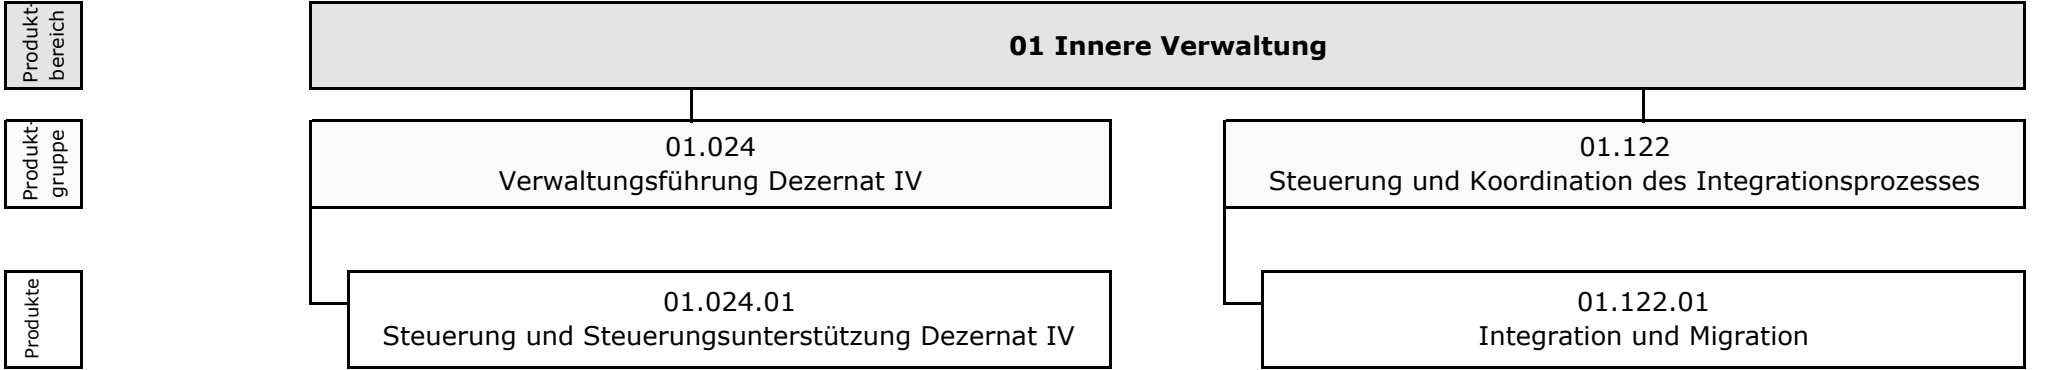 Produkt-
bereich
01 Innere Verwaltung
Produkt-
gruppe
01.024
Verwaltungsführung Dezernat IV
01.122
Steuerung und Koordination des Integrationsprozesses
Produkte
01.024.01
Steuerung und Steuerungsunterstützung Dezernat IV
01.122.01
Integration und Migration